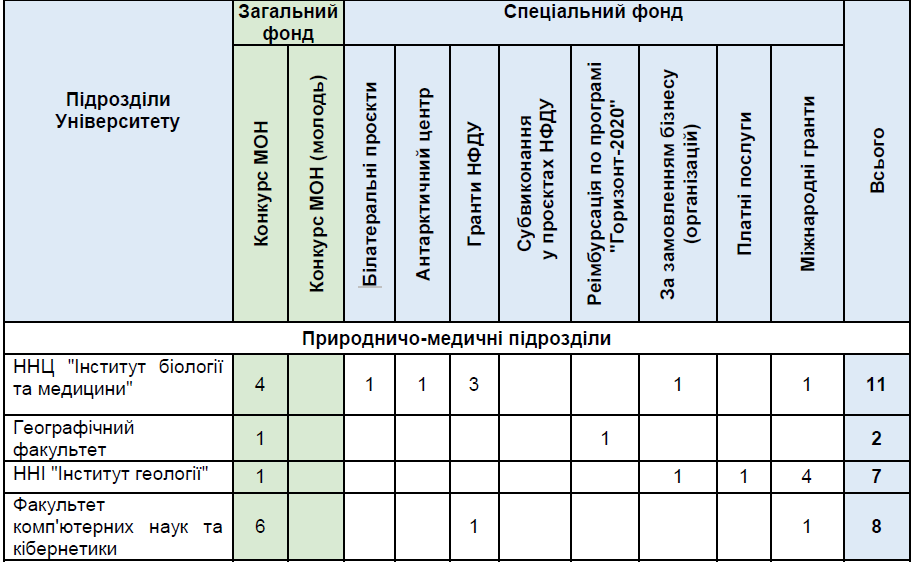 Підрозділи
Університету
Загальний
фонд
Спеціальний фонд
Конкурс МОН
Конкурс МОН (молодь)
Білатеральні проєкти
Антарктичний центр
Гранти НФДУ
Субвиконання
у проєктах НФДУ
Реімбурсація по програмі
"Горизонт-2020"
За замовленням бізнесу
(організацій)
Платні послуги
Міжнародні гранти
Всього
Природничо-медичні підрозділи
ННЦ "Інститут біології
та медицини"
4 1 1 3 1 1 11
Географічний
факультет
1 1 2
ННІ "Інститут геології"
1 1 1 4 7
Факультет
комп'ютерних наук та
кібернетики
6 1 1 8